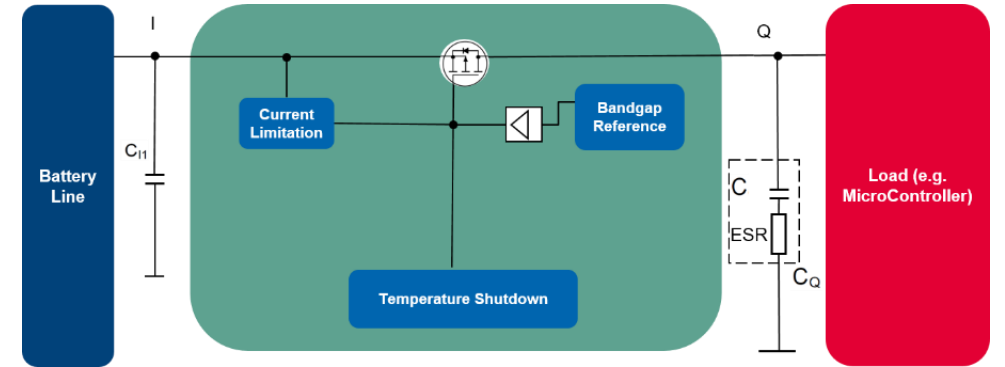 I
Q
Current
Limitation
Bandgap
Reference
CI1
Battery
Line
C
ESR
CQ
Load (e.g.
MicroController)
Temperature Shutdown